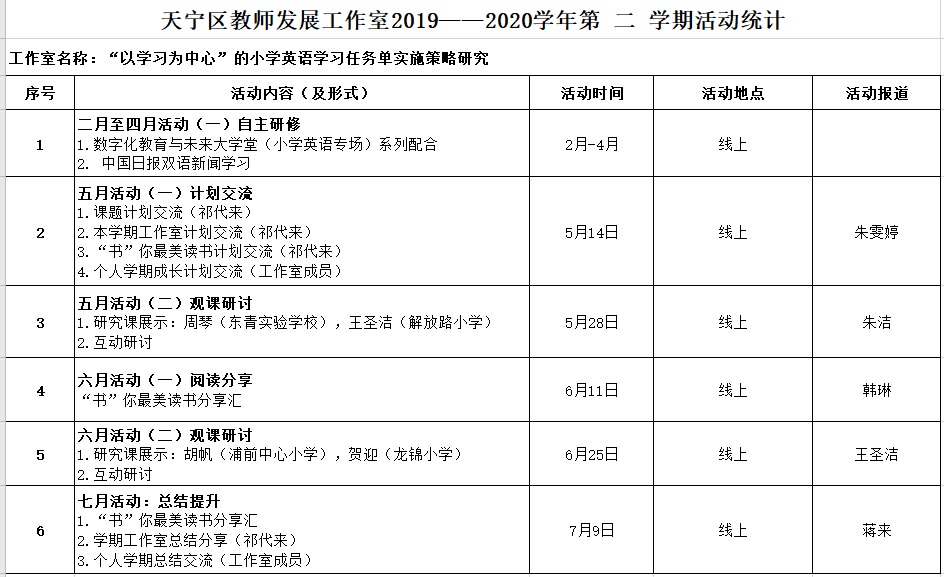 天宁区教师发展工作室2019——2020学年第 二 学期活动统计
工作室名称：“以学习为中心”的小学英语学习任务单实施策略研究
序号 活动内容（及形式） 活动时间 活动地点 活动报道
二月至四月活动（一）自主研修
1 1.数字化教育与未来大学堂（小学英语专场）系列配合 2月-4月 线上
2. 中国日报双语新闻学习
五月活动（一）计划交流
1.课题计划交流（祁代来）
2 2.本学期工作室计划交流（祁代来） 5月14日 线上 朱雯婷
3.“书”你最美读书计划交流（祁代来）
4.个人学期成长计划交流（工作室成员）
五月活动（二）观课研讨
3 1.研究课展示：周琴（东青实验学校），王圣洁（解放路小学） 5月28日 线上 朱洁
2.互动研讨
六月活动（一）阅读分享
4 “书”你最美读书分享汇 6月11日 线上 韩琳
六月活动（二）观课研讨
5 1.研究课展示：胡帆（浦前中心小学），贺迎（龙锦小学） 6月25日 线上 王圣洁
2.互动研讨
七月活动：总结提升
1.“书”你最美读书分享汇
6 2.学期工作室总结分享（祁代来） 7月9日 线上 蒋来
3.个人学期总结交流（工作室成员）